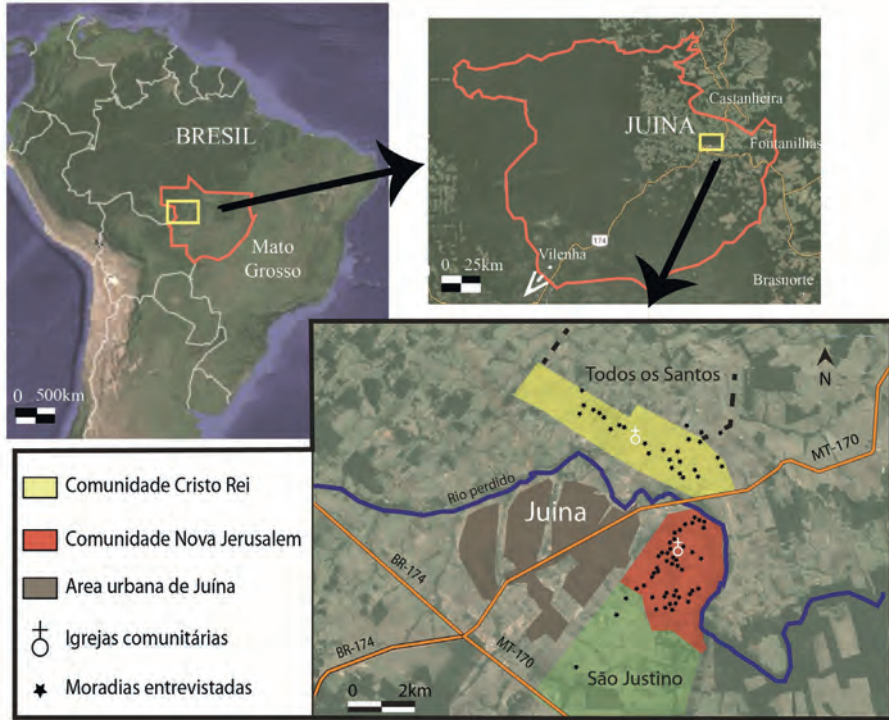 BRESIL
Mato
Grosso
0 500km
Castanheira
JUINA
Fontanilhas
174
Vilenha
0 25km
Brasnorte
Todos os Santos
N
MT-170
Rio perdido
Juina
BR-174
BR-174
MT-170
São Justino
0 2km
Comunidade Cristo Rei
Comunidade Nova Jerusalem
Area urbana de Juína
Igrejas comunitárias
Moradias entrevistadas